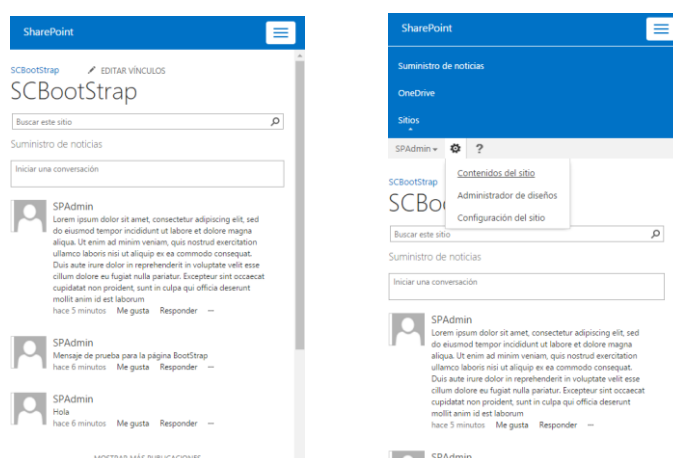 SharePoint
SCBootStrap EDITAR VÍNCULOS
SCBootStrap
Buscar este sitio
Suministro de noticias
Iniciar una conversación
SPAdmin
Lorem ipsum dolor sit amet, consectetur adipiscing elit, sed
do eiusmod tempor incididunt ut labore et dolore magna
aliqua. Ut enim ad minim veniam, quis nostrud exercitation
ullamco laboris nisi ut aliquip ex ea commodo consequat.
Duis aute irure dolor in reprehenderit in voluptate velit esse
cillum dolore eu fugiat nulla pariatur. Excepteur sint occaecat
cupidatat non proident, sunt in culpa qui officia deserunt
mollit anim id est laborum
hace 5 minutos Me gusta Responder ···
SPAdmin
Mensaje de prueba para la página BootStrap
hace 6 minutos Me gusta Responder ···
SPAdmin
Hola
hace 6 minutos Me gusta Responder ···
MOSTRAR MÁS PUBLICACIONES
SharePoint
Suministro de noticias
OneDrive
Sitios
SPAdmin ?
Contenidos del sitio
Administrador de diseños
Configuración del sitio
SCBootStrap
SCBo
Buscar este sitio
Suministro de noticias
Iniciar una conversación
SPAdmin
Lorem ipsum dolor sit amet, consectetur adipiscing elit, sed
do eiusmod tempor incididunt ut labore et dolore magna
aliqua. Ut enim ad minim veniam, quis nostrud exercitation
ullamco laboris nisi ut aliquip ex ea commodo consequat.
Duis aute irure dolor in reprehenderit in voluptate velit esse
cillum dolore eu fugiat nulla pariatur. Excepteur sint occaecat
cupidatat non proident, sunt in culpa qui officia deserunt
mollit anim id est laborum
hace 5 minutos Me gusta Responder ···
SPAdmin